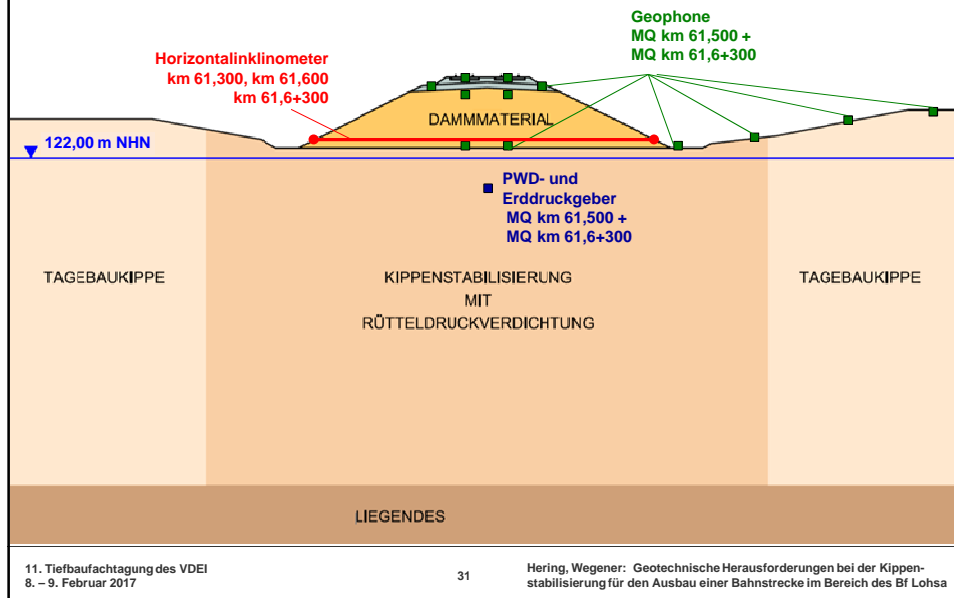 Geophone
MQ km 61,500 +
MQ km 61,6+300
Horizontalinklinometer
km 61,300, km 61,600
km 61,6+300
DAMMMATERIAL
122,00 m NHN
PWD- und
Erddruckgeber
MQ km 61,500 +
MQ km 61,6+300
TAGEBAUKIPPE
KIPPENSTABILISIERUNG
MIT
RÜTTELDRUCKVERDICHTUNG
TAGEBAUKIPPE
LIEGENDES
11. Tiefbaufachtagung des VDEI
8. – 9. Februar 2017
31
Hering, Wegener: Geotechnische Herausforderungen bei der Kippen-
stabilisierung für den Ausbau einer Bahnstrecke im Bereich des Bf Lohsa